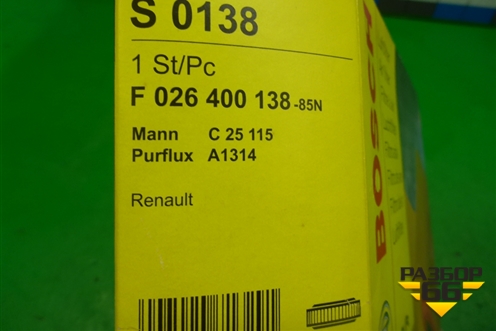 S 0138
1 St/Pc
F 026 400 138-85N
Mann C 25 115
Purflux A1314
Renault
BOSCH
РАЗБОР
66